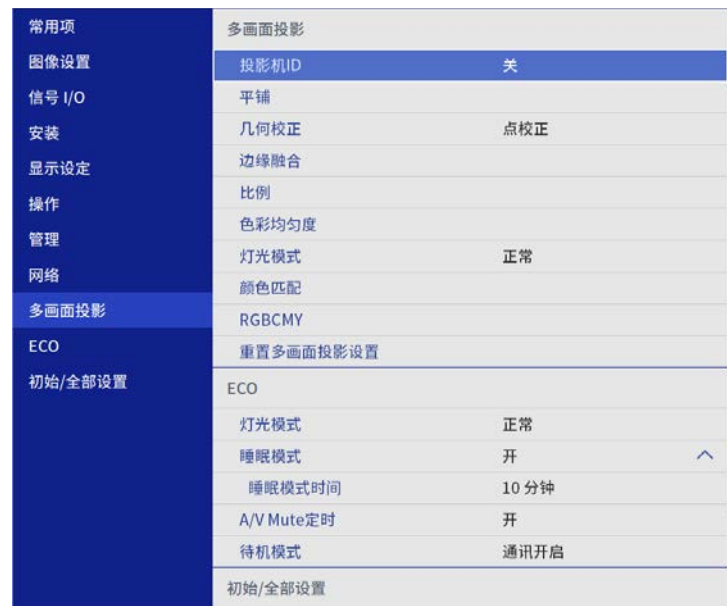 常用项
图像设置
信号 I/O
安装
显示设定
操作
管理
网络
多画面投影
ECO
初始/全部设置
多画面投影
投影机ID 关
平铺
几何校正 点校正
边缘融合
比例
色彩均匀度
灯光模式 正常
颜色匹配
RGBCMY
重置多画面投影设置
ECO
灯光模式 正常
睡眠模式 开
睡眠模式时间 10 分钟
A/V Mute定时 开
待机模式 通讯开启
初始/全部设置